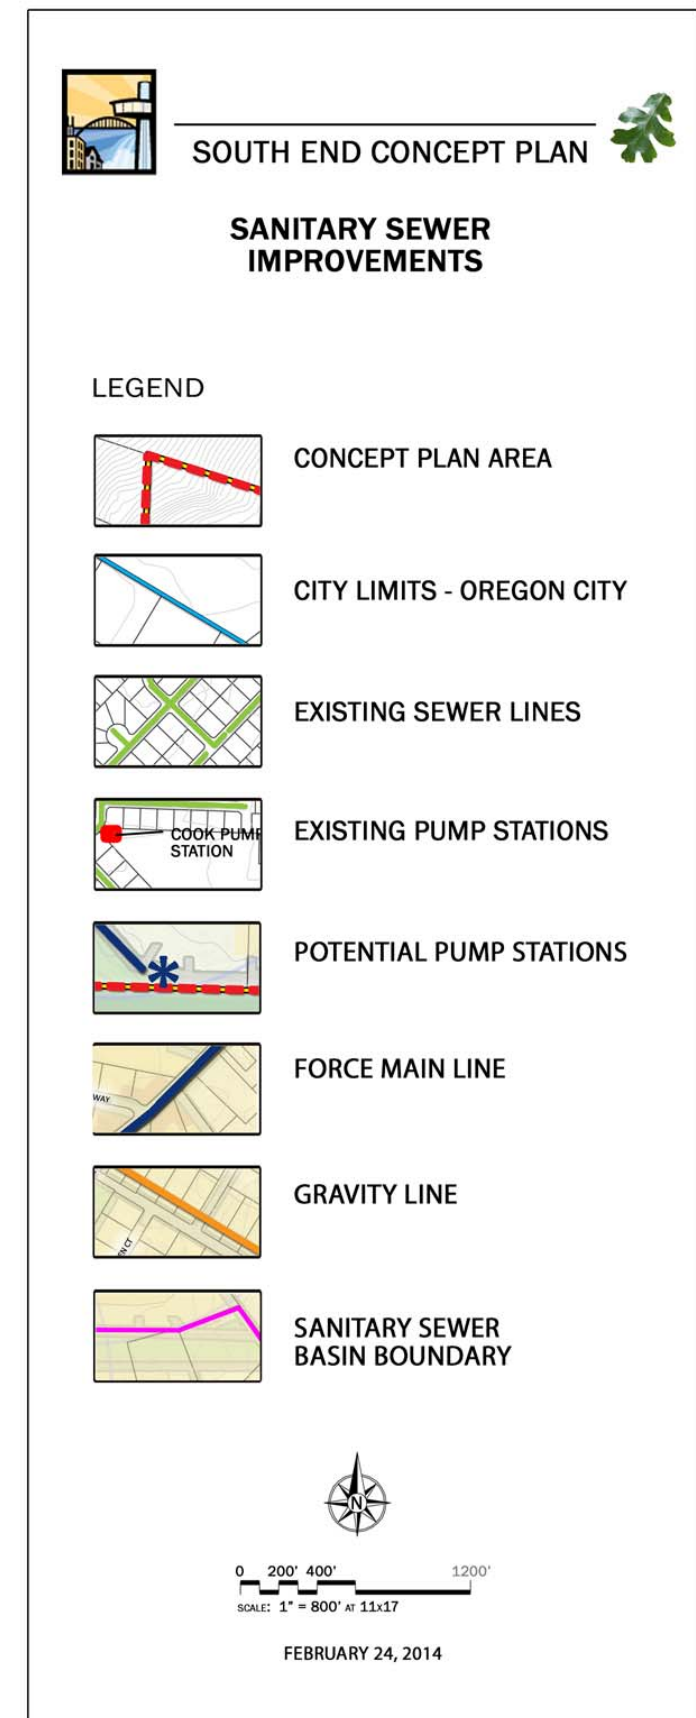 SOUTH END CONCEPT PLAN
SANITARY SEWER
IMPROVEMENTS
LEGEND
CONCEPT PLAN AREA
CITY LIMITS - OREGON CITY
EXISTING SEWER LINES
COOK PUMP
STATION
EXISTING PUMP STATIONS
POTENTIAL PUMP STATIONS
WAY
FORCE MAIN LINE
EN CT
GRAVITY LINE
SANITARY SEWER
BASIN BOUNDARY
N
0 200' 400' 1200'
SCALE: 1" = 800' AT 11x17
FEBRUARY 24, 2014